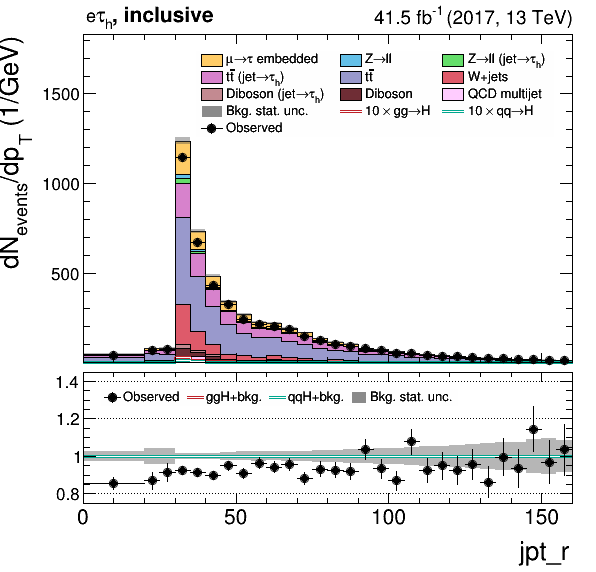 eτh, inclusive
41.5 fb-1 (2017, 13 TeV)
dNevents/dpT (1/GeV)
μ→τ embedded
Z→ll
Z→ll (jet→τh)
tt̄ (jet→τh)
tt̄
W+jets
Diboson (jet→τh)
Diboson
QCD multijet
Bkg. stat. unc.
10 × gg→H
10 × qq→H
Observed
1500
1000
500
Observed
ggH+bkg.
qqH+bkg.
Bkg. stat. unc.
1.4
1.2
1
0.8
0
50
100
150
jpt_r